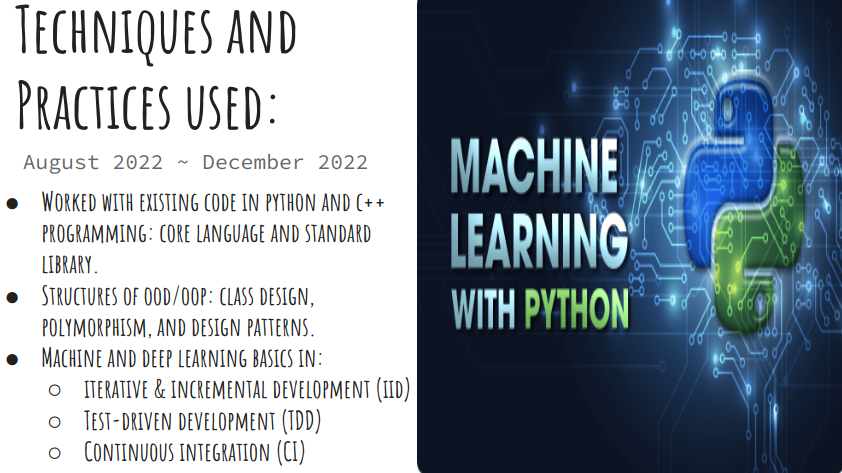 Techniques and
Practices used:
August 2022 ~ December 2022
● Worked with existing code in python and c++
programming: core language and standard
library.
● Structures of ood/oop: class design,
polymorphism, and design patterns.
● Machine and deep learning basics in:
○ iterative & incremental development (iid)
○ Test-driven development (TDD)
○ Continuous integration (CI)
MACHINE
LEARNING
WITH PYTHON